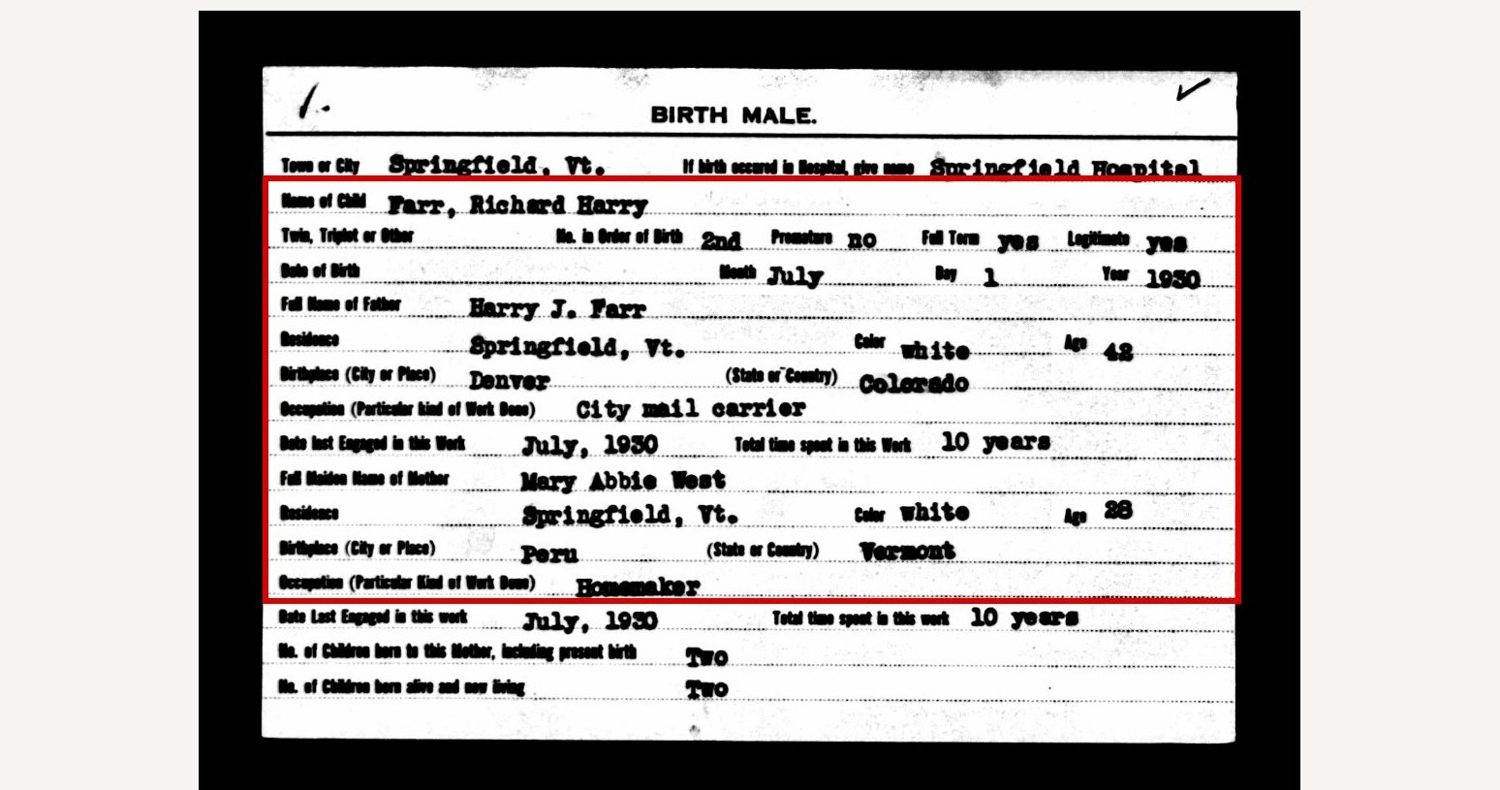 1.
BIRTH MALE.
Town or City Springfield, Vt. If birth occured in Hospital, give name Springfield Hospital
Name of Child Farr, Richard Harry
Twin, Triplet or Other No. in Order of Birth 2nd Premature no Full Term yes Legitimate yes
Date of Birth Month July Day 1 Year 1930
Full Name of Father Harry J. Farr
Residence Springfield, Vt. Color white Age 42
Birthplace (City or Place) Denver (State or Country) Colorado
Occupation (Particular kind of Work Done) City mail carrier
Date last Engaged in this Work July, 1930 Total time spent in this Work 10 years
Full Maiden Name of Mother Mary Abbie West
Residence Springfield, Vt. Color white Age 28
Birthplace (City or Place) Peru (State or Country) Vermont
Occupation (Particular Kind of Work Done) Homemaker
Date Last Engaged in this work July, 1930 Total time spent in this work 10 years
No. of Children born to this Mother, including present birth Two
No. of Children born alive and now living Two